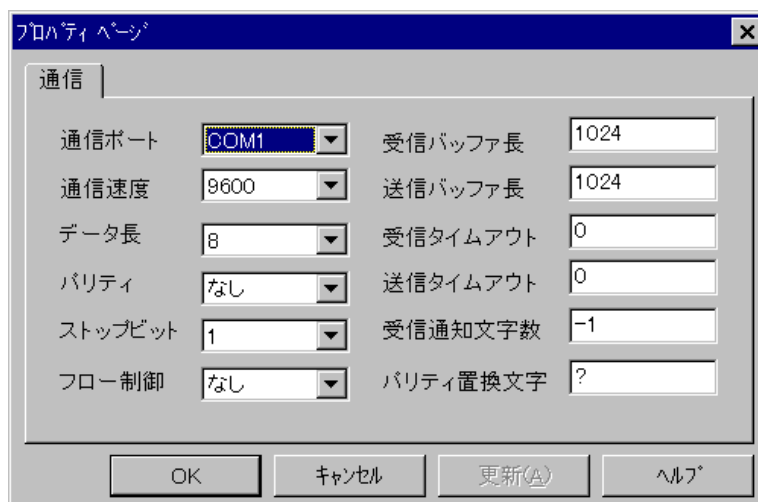 ﾌﾟﾛﾊﾟﾃｨ ﾍﾟｰｼﾞ
通信
通信ポート COM1 受信バッファ長 1024
通信速度 9600 送信バッファ長 1024
データ長 8 受信タイムアウト 0
パリティ なし 送信タイムアウト 0
ストップビット 1 受信通知文字数 -1
フロー制御 なし パリティ置換文字 ?
OK ｷｬﾝｾﾙ 更新(A) ﾍﾙﾌﾟ